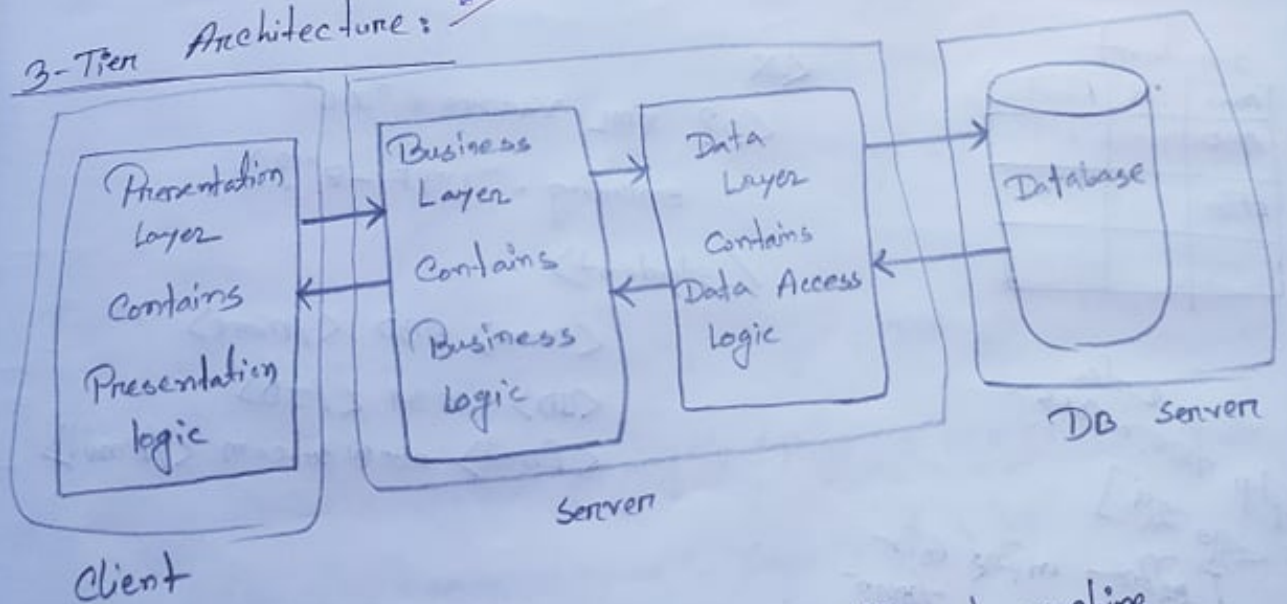 3-Tier Architecture:
Presentation
Layer
Contains
Presentation
logic
Client
Business
Layer
Contains
Business
Logic
Data
Layer
Contains
Data Access
Logic
Server
Database
DB Server